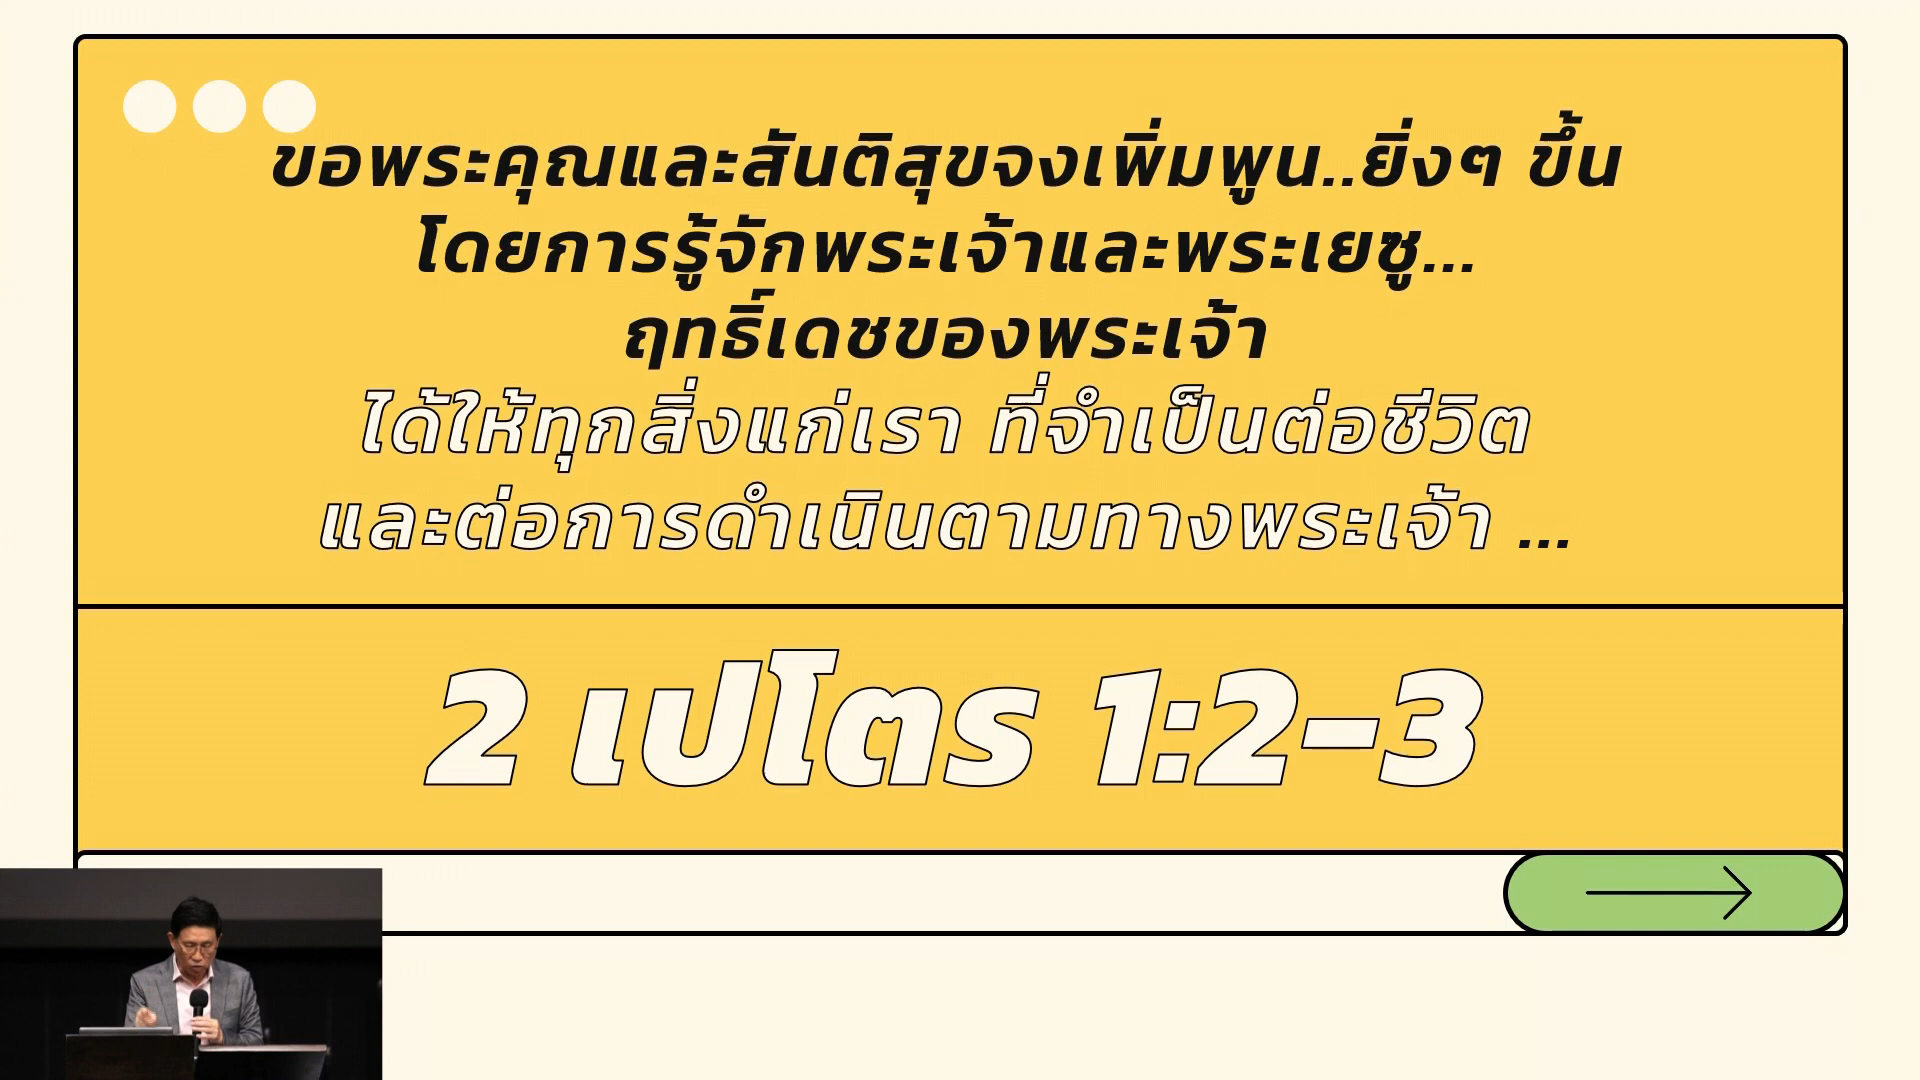 ขอพระคุณและสันติสุขจงเพิ่มพูน..ยิ่งๆ ขึ้น
โดยการรู้จักพระเจ้าและพระเยซู...
ฤทธิ์เดชของพระเจ้า
ได้ให้ทุกสิ่งแก่เรา ที่จำเป็นต่อชีวิต
และต่อการดำเนินตามทางพระเจ้า ...
2 เปโตร 1:2-3